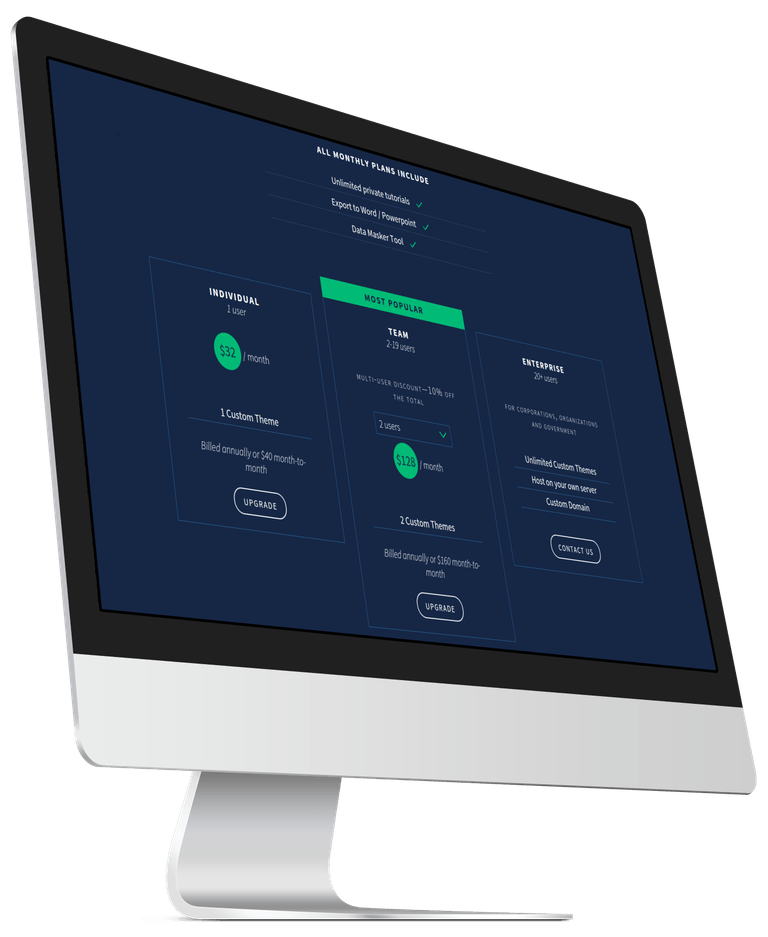 ALL MONTHLY PLANS INCLUDE
Unlimited private tutorials
Export to Word / Powerpoint
Data Masker Tool
INDIVIDUAL
1 user
$32 / month
1 Custom Theme
Billed annually or $40 month-to-
month
UPGRADE
MOST POPULAR
TEAM
2-19 users
MULTI-USER DISCOUNT—10% OFF
THE TOTAL
2 users
$128 / month
2 Custom Themes
Billed annually or $160 month-to-
month
UPGRADE
ENTERPRISE
20+ users
FOR CORPORATIONS, ORGANIZATIONS
AND GOVERNMENT
Unlimited Custom Themes
Host on your own server
Custom Domain
CONTACT US